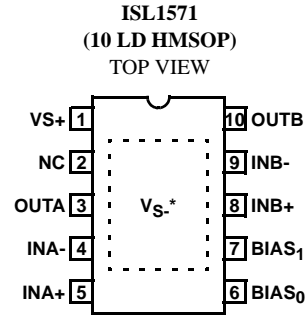 ISL1571
(10 LD HMSOP)
TOP VIEW
VS+ 1 10 OUTB
NC 2 9 INB-
OUTA 3 VS-* 8 INB+
INA- 4 7 BIAS1
INA+ 5 6 BIAS0